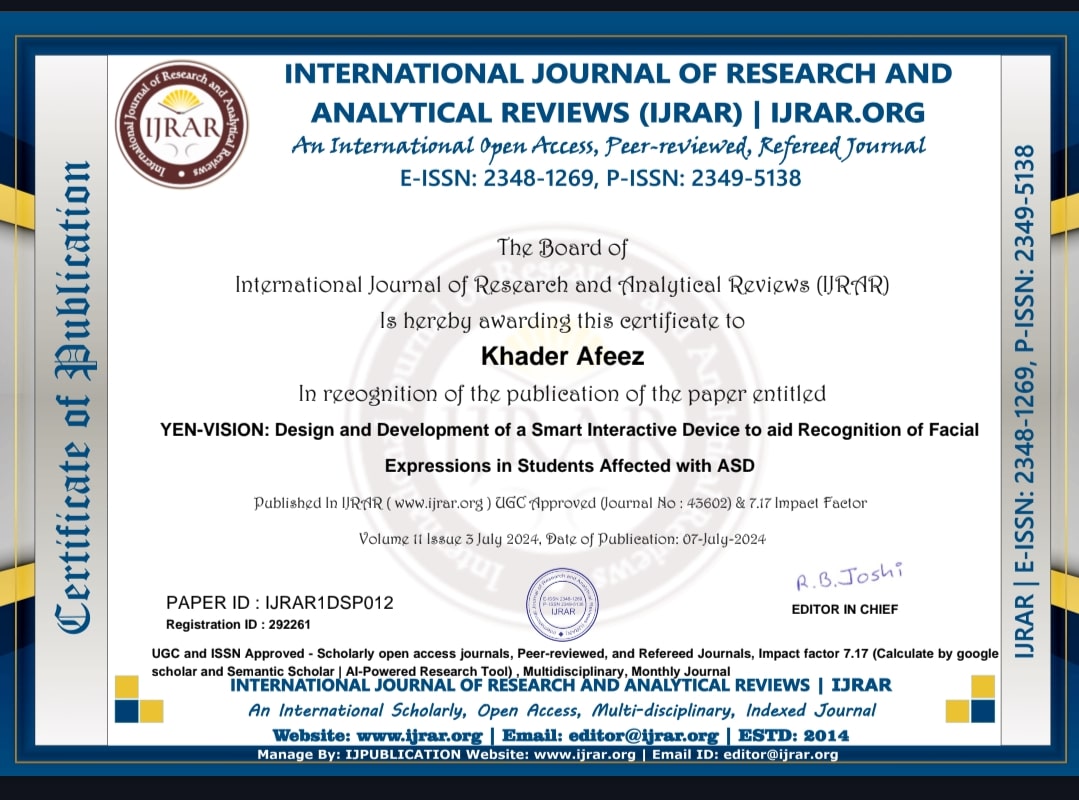 INTERNATIONAL JOURNAL OF RESEARCH AND
ANALYTICAL REVIEWS (IJRAR) | IJRAR.ORG
An International Open Access, Peer-reviewed, Refereed Journal
E-ISSN: 2348-1269, P-ISSN: 2349-5138
International Journal of Research and Analytical Reviews
IJRAR
Certificate of Publication
The Board of
International Journal of Research and Analytical Reviews (IJRAR)
Is hereby awarding this certificate to
Khader Afeez
In recognition of the publication of the paper entitled
YEN-VISION: Design and Development of a Smart Interactive Device to aid Recognition of Facial
Expressions in Students Affected with ASD
Published In IJRAR ( www.ijrar.org ) UGC Approved (Journal No : 43602) & 7.17 Impact Factor
Volume 11 Issue 3 July 2024, Date of Publication: 07-July-2024
PAPER ID : IJRAR1DSP012
Registration ID : 292261
E-ISSN 2348-1269
P-ISSN 2349-5138
IJRAR
R.B.Joshi
EDITOR IN CHIEF
UGC and ISSN Approved - Scholarly open access journals, Peer-reviewed, and Refereed Journals, Impact factor 7.17 (Calculate by google
scholar and Semantic Scholar | AI-Powered Research Tool) , Multidisciplinary, Monthly Journal
INTERNATIONAL JOURNAL OF RESEARCH AND ANALYTICAL REVIEWS | IJRAR
An International Scholarly, Open Access, Multi-disciplinary, Indexed Journal
Website: www.ijrar.org | Email: editor@ijrar.org | ESTD: 2014
Manage By: IJPUBLICATION Website: www.ijrar.org | Email ID: editor@ijrar.org
IJRAR | E-ISSN: 2348-1269, P-ISSN: 2349-5138